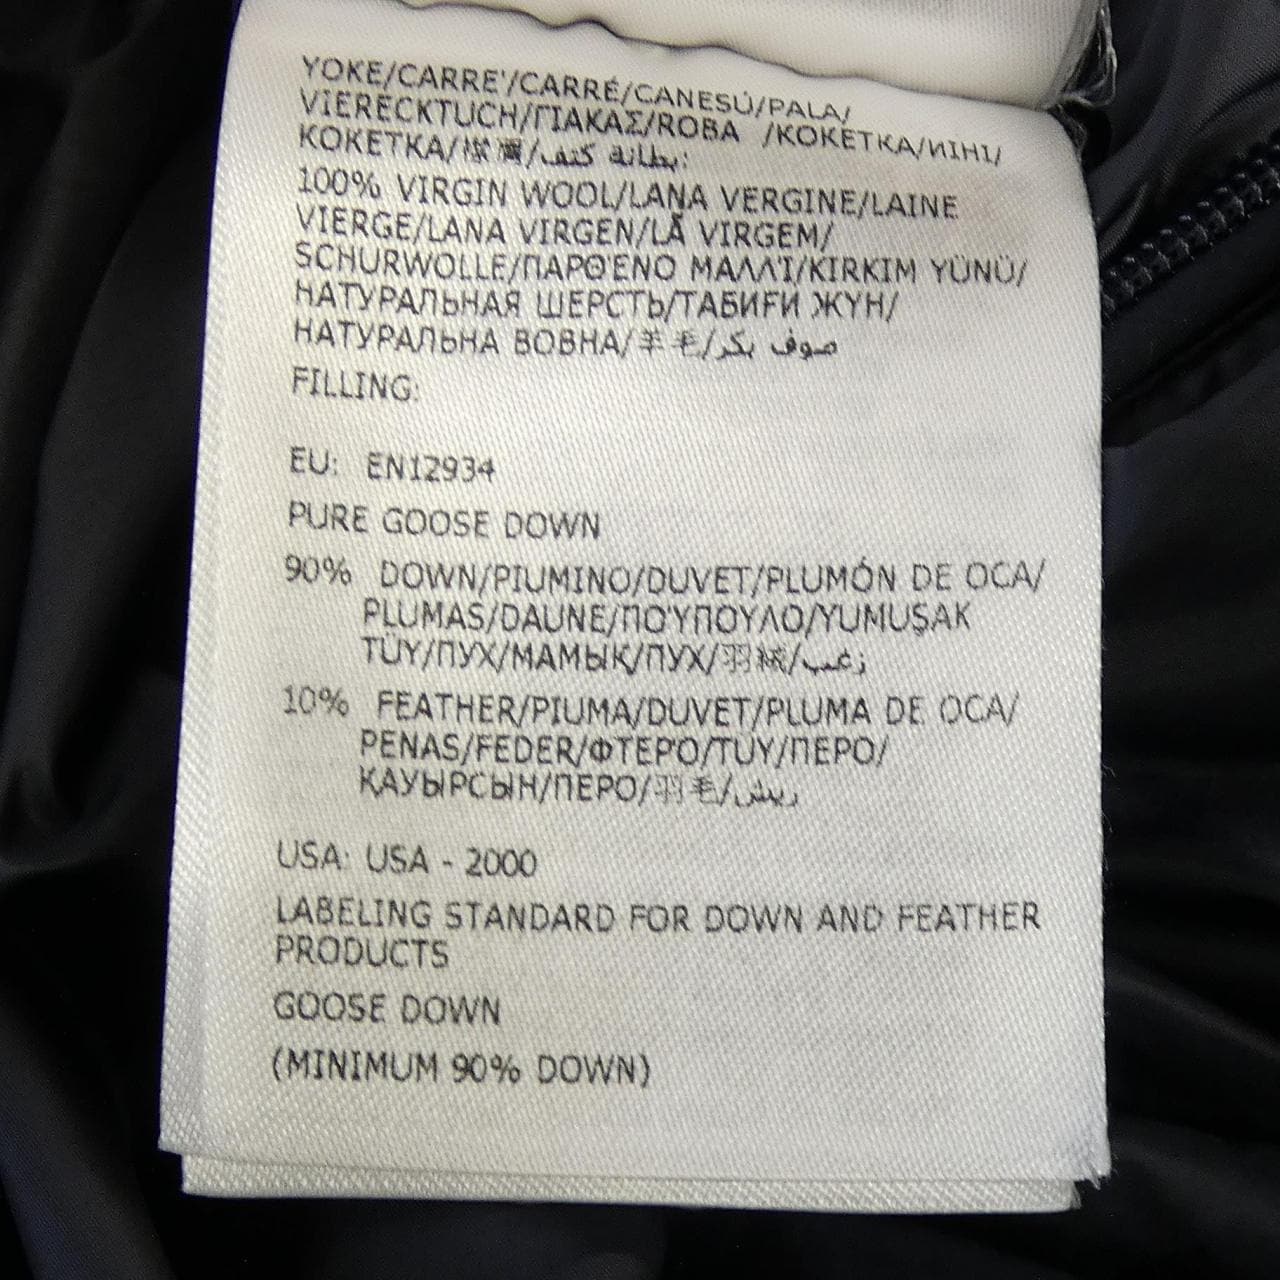 YOKE/CARRE'/CARRÉ/CANESÚ/PALA/
VIERECKTUCH/ΠΙΑΚΑΣ/ROBA /КОКЕТКА/ИІНІ/
КОКЕТКА/بطانة كتف/:
100% VIRGIN WOOL/LANA VERGINE/LAINE
VIERGE/LANA VIRGEN/LÃ VIRGEM/
SCHURWOLLE/ΠΑΡΘΈΝΟ ΜΑΛΛΊ/KIRKIM YÜNÜ/
НАТУРАЛЬНАЯ ШЕРСТЬ/ТАБИҒИ ЖҮН/
НАТУРАЛЬНА ВОВНА/羊毛/صوف بكر
FILLING:
EU: EN12934
PURE GOOSE DOWN
90% DOWN/PIUMINO/DUVET/PLUMÓN DE OCA/
PLUMAS/DAUNE/ΠΟΎΠΟΥΛΟ/YUMUŞAK
TÜY/ПУХ/МАМЫҚ/ПУХ/羽絨/زغب
10% FEATHER/PIUMA/DUVET/PLUMA DE OCA/
PENAS/FEDER/ΦΤΕΡΌ/TÜY/ПЕРО/
ҚАУЫРСЫН/ПЕРО/羽毛/ريش
USA: USA - 2000
LABELING STANDARD FOR DOWN AND FEATHER
PRODUCTS
GOOSE DOWN
(MINIMUM 90% DOWN)